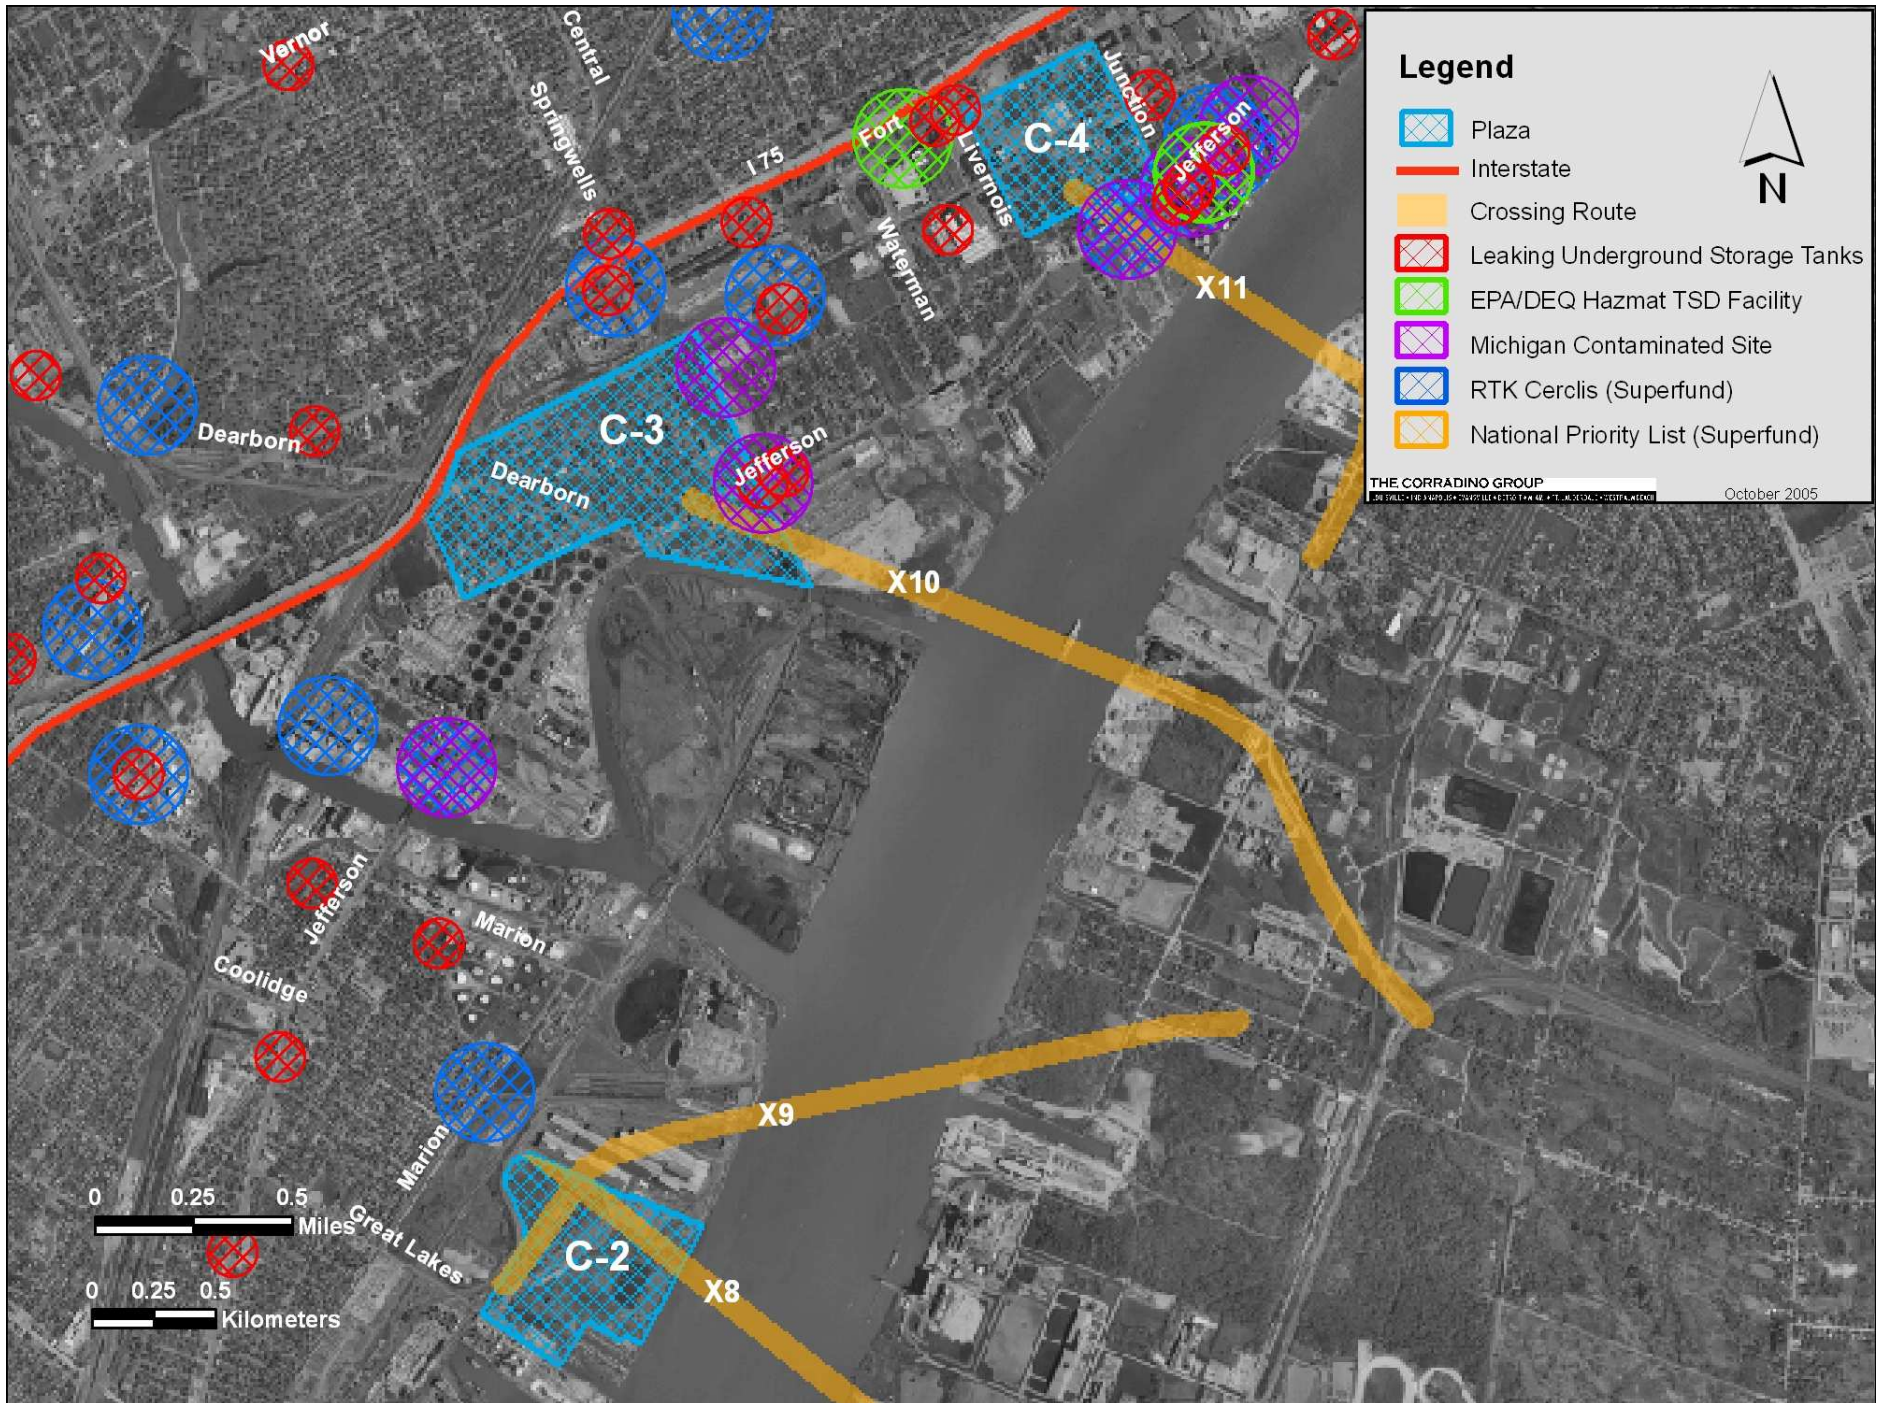 Vernor
Central
Springwells
I 75
Fort
Livernois
Junction
C-4
Jefferson
Waterman
X11
Dearborn
C-3
Dearborn
Jefferson
X10
Jefferson
Marion
Coolidge
X9
Marion
Great Lakes
C-2
X8
0 0.25 0.5
Miles
0 0.25 0.5
Kilometers
Legend
Plaza
Interstate
Crossing Route
Leaking Underground Storage Tanks
EPA/DEQ Hazmat TSD Facility
Michigan Contaminated Site
RTK Cerclis (Superfund)
National Priority List (Superfund)
N
THE CORRADINO GROUP
October 2005